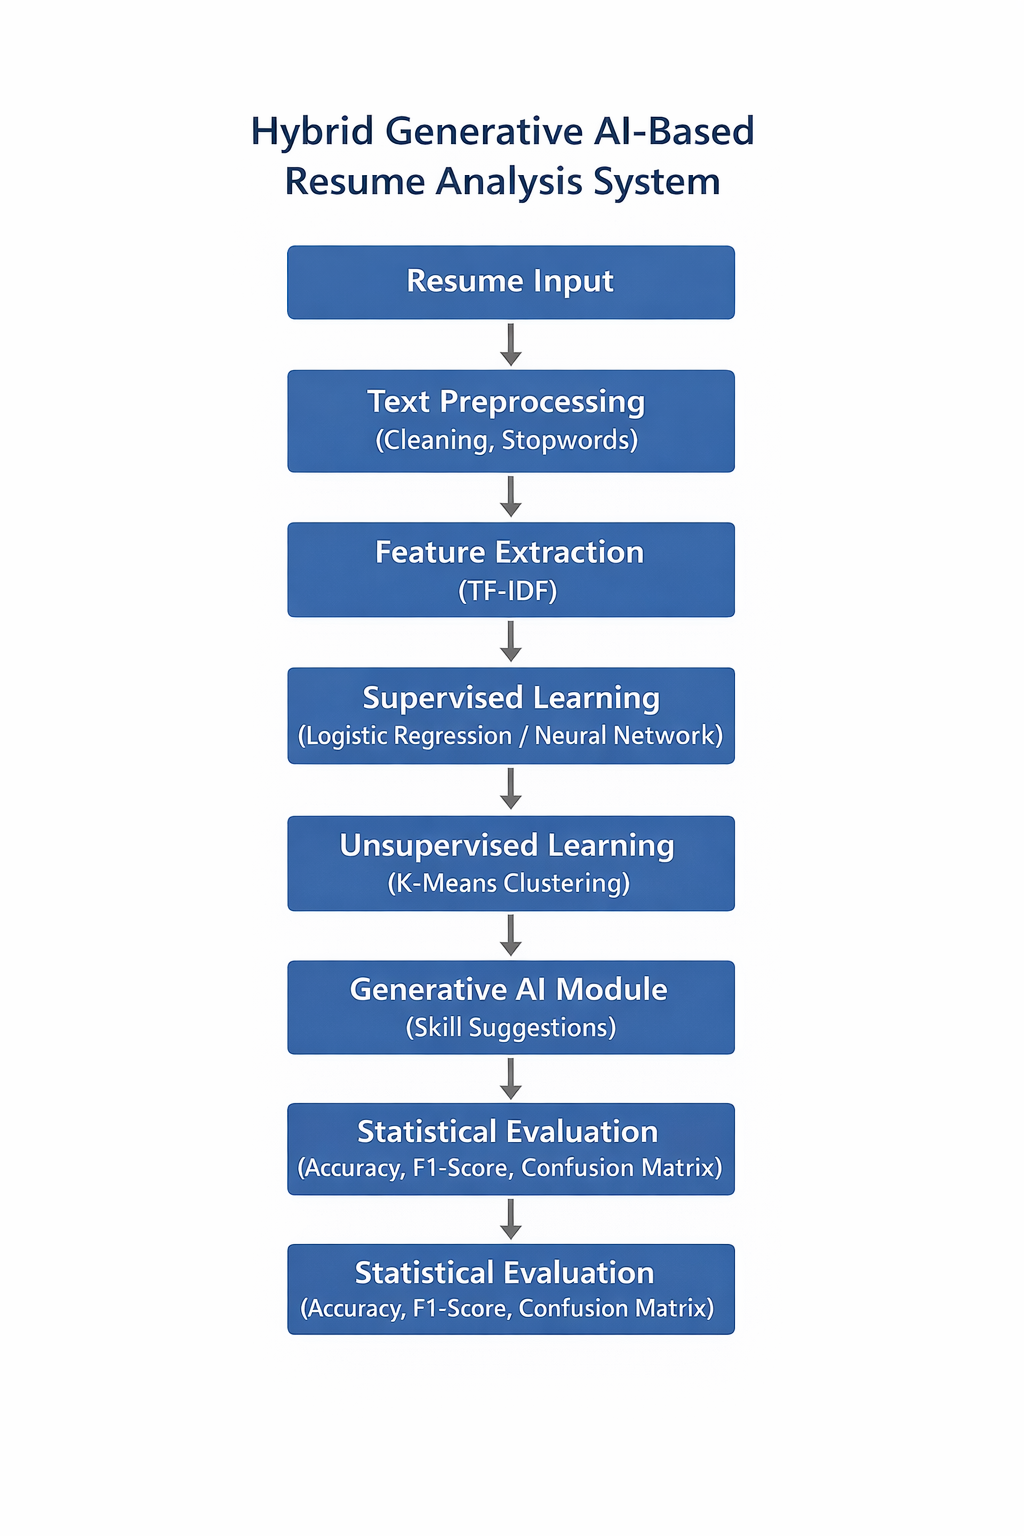 Hybrid Generative AI-Based
Resume Analysis System
Resume Input
Text Preprocessing
(Cleaning, Stopwords)
Feature Extraction
(TF-IDF)
Supervised Learning
(Logistic Regression / Neural Network)
Unsupervised Learning
(K-Means Clustering)
Generative AI Module
(Skill Suggestions)
Statistical Evaluation
(Accuracy, F1-Score, Confusion Matrix)
Statistical Evaluation
(Accuracy, F1-Score, Confusion Matrix)